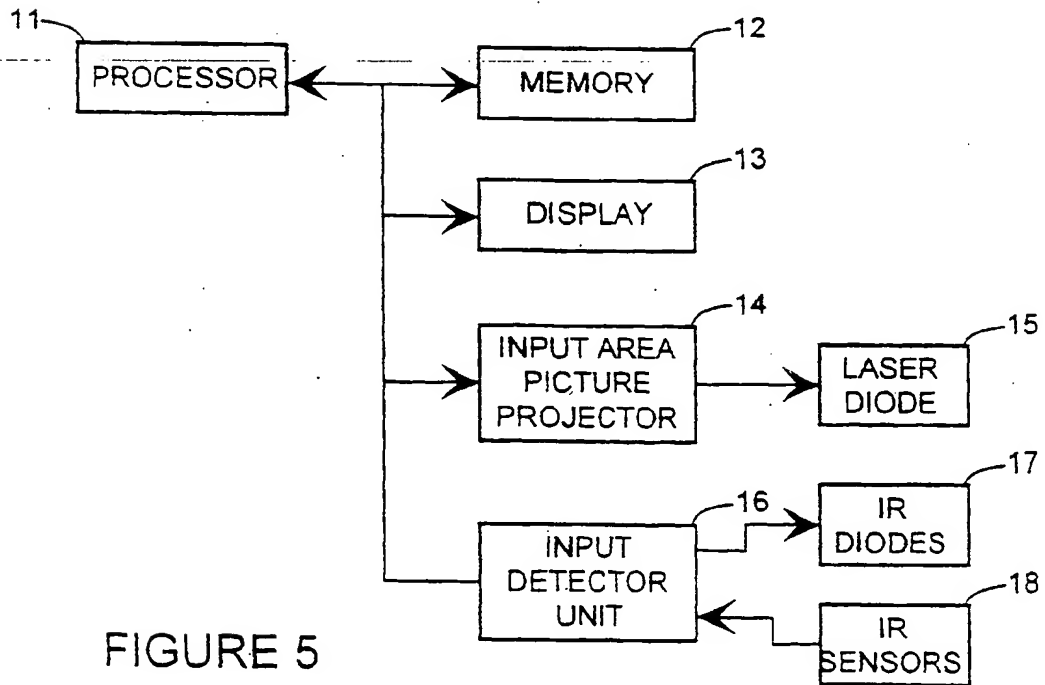 11
PROCESSOR
12
MEMORY
13
DISPLAY
14
INPUT AREA
PICTURE
PROJECTOR
15
LASER
DIODE
16
INPUT
DETECTOR
UNIT
17
IR
DIODES
18
IR
SENSORS
FIGURE 5